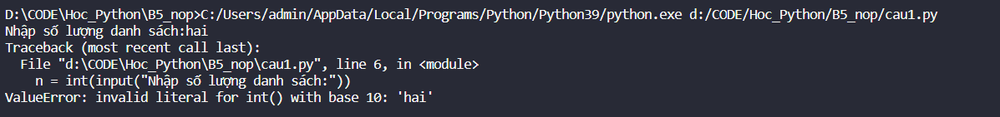 D:\CODE\Hoc_Python\B5_nop>C:/Users/admin/AppData/Local/Programs/Python/Python39/python.exe d:/CODE/Hoc_Python/B5_nop/cau1.py
Nhập số lượng danh sách:hai
Traceback (most recent call last):
  File "d:\CODE\Hoc_Python\B5_nop\cau1.py", line 6, in <module>
    n = int(input("Nhập số lượng danh sách:"))
ValueError: invalid literal for int() with base 10: 'hai'